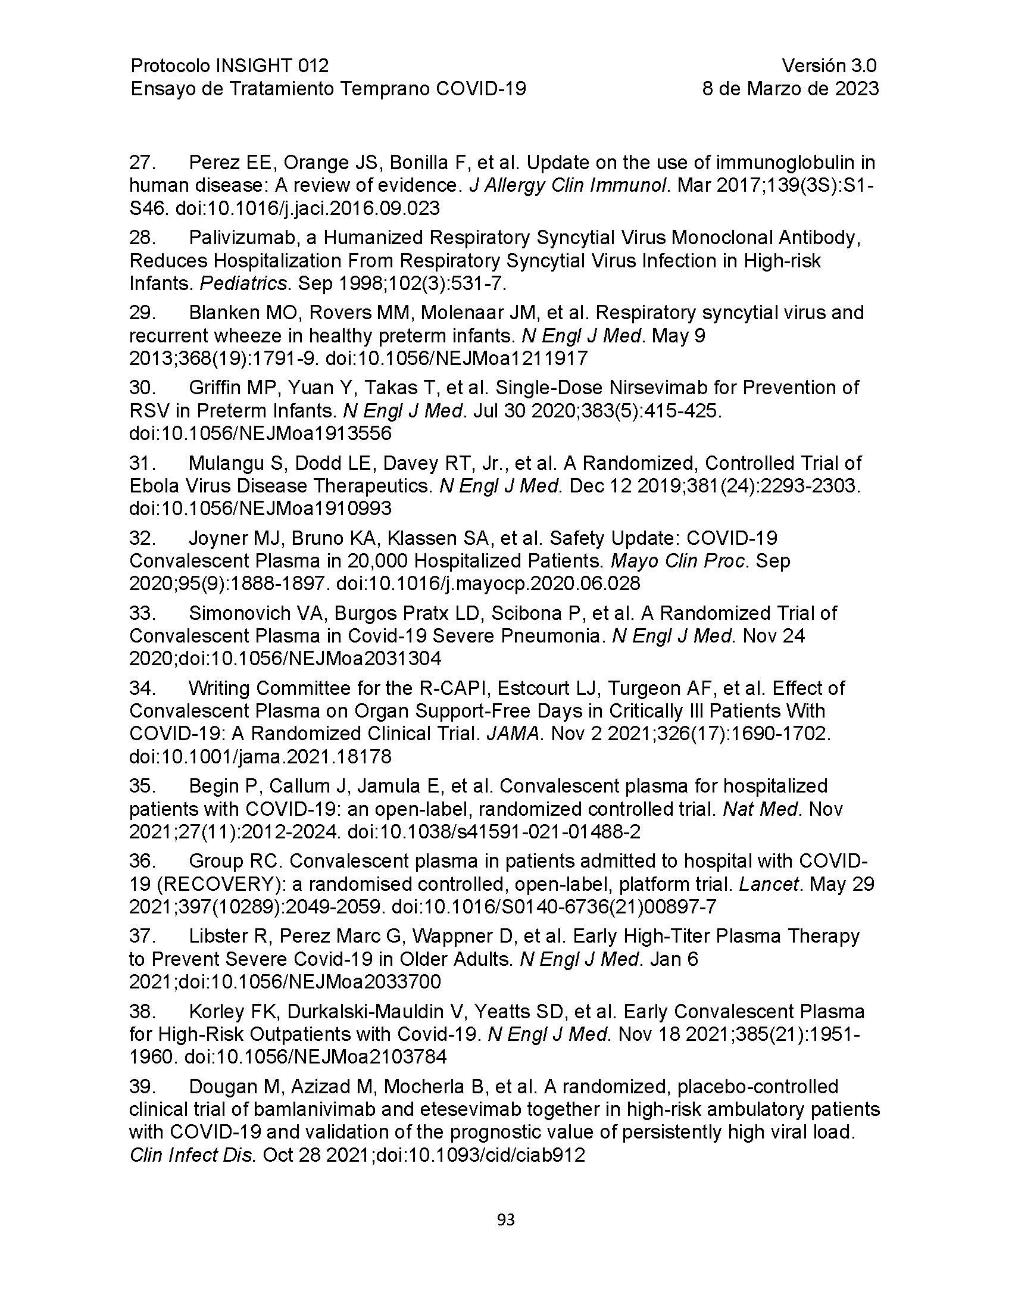 Protocolo INSIGHT 012 Versión 3.0
Ensayo de Tratamiento Temprano COVID-19 8 de Marzo de 2023
27. Perez EE, Orange JS, Bonilla F, et al. Update on the use of immunoglobulin in
human disease: A review of evidence. J Allergy Clin Immunol. Mar 2017;139(3S):S1-
S46. doi:10.1016/j.jaci.2016.09.023
28. Palivizumab, a Humanized Respiratory Syncytial Virus Monoclonal Antibody,
Reduces Hospitalization From Respiratory Syncytial Virus Infection in High-risk
Infants. Pediatrics. Sep 1998;102(3):531-7.
29. Blanken MO, Rovers MM, Molenaar JM, et al. Respiratory syncytial virus and
recurrent wheeze in healthy preterm infants. N Engl J Med. May 9
2013;368(19):1791-9. doi:10.1056/NEJMoa1211917
30. Griffin MP, Yuan Y, Takas T, et al. Single-Dose Nirsevimab for Prevention of
RSV in Preterm Infants. N Engl J Med. Jul 30 2020;383(5):415-425.
doi:10.1056/NEJMoa1913556
31. Mulangu S, Dodd LE, Davey RT, Jr., et al. A Randomized, Controlled Trial of
Ebola Virus Disease Therapeutics. N Engl J Med. Dec 12 2019;381(24):2293-2303.
doi:10.1056/NEJMoa1910993
32. Joyner MJ, Bruno KA, Klassen SA, et al. Safety Update: COVID-19
Convalescent Plasma in 20,000 Hospitalized Patients. Mayo Clin Proc. Sep
2020;95(9):1888-1897. doi:10.1016/j.mayocp.2020.06.028
33. Simonovich VA, Burgos Pratx LD, Scibona P, et al. A Randomized Trial of
Convalescent Plasma in Covid-19 Severe Pneumonia. N Engl J Med. Nov 24
2020;doi:10.1056/NEJMoa2031304
34. Writing Committee for the R-CAPI, Estcourt LJ, Turgeon AF, et al. Effect of
Convalescent Plasma on Organ Support-Free Days in Critically Ill Patients With
COVID-19: A Randomized Clinical Trial. JAMA. Nov 2 2021;326(17):1690-1702.
doi:10.1001/jama.2021.18178
35. Begin P, Callum J, Jamula E, et al. Convalescent plasma for hospitalized
patients with COVID-19: an open-label, randomized controlled trial. Nat Med. Nov
2021;27(11):2012-2024. doi:10.1038/s41591-021-01488-2
36. Group RC. Convalescent plasma in patients admitted to hospital with COVID-
19 (RECOVERY): a randomised controlled, open-label, platform trial. Lancet. May 29
2021;397(10289):2049-2059. doi:10.1016/S0140-6736(21)00897-7
37. Libster R, Perez Marc G, Wappner D, et al. Early High-Titer Plasma Therapy
to Prevent Severe Covid-19 in Older Adults. N Engl J Med. Jan 6
2021;doi:10.1056/NEJMoa2033700
38. Korley FK, Durkalski-Mauldin V, Yeatts SD, et al. Early Convalescent Plasma
for High-Risk Outpatients with Covid-19. N Engl J Med. Nov 18 2021;385(21):1951-
1960. doi:10.1056/NEJMoa2103784
39. Dougan M, Azizad M, Mocherla B, et al. A randomized, placebo-controlled
clinical trial of bamlanivimab and etesevimab together in high-risk ambulatory patients
with COVID-19 and validation of the prognostic value of persistently high viral load.
Clin Infect Dis. Oct 28 2021;doi:10.1093/cid/ciab912
93